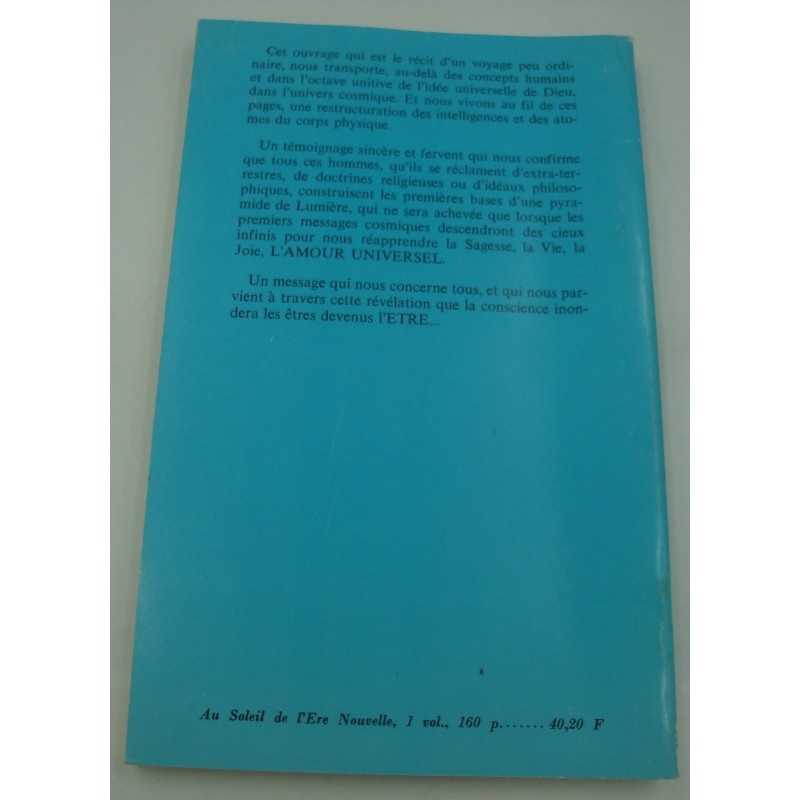 Cet ouvrage qui est le récit d'un voyage peu ordi-
naire, nous transporte, au-delà des concepts humains
et dans l'octave unitive de l'idée universelle de Dieu,
dans l'univers cosmique. Et nous vivons au fil de ces
pages, une restructuration des intelligences et des ato-
mes du corps physique.
Un témoignage sincère et fervent qui nous confirme
que tous ces hommes, qu'ils se réclament d'extra-ter-
restres, de doctrines religieuses ou d'idéaux philoso-
phiques, construisent les premières bases d'une pyra-
mide de Lumière, qui ne sera achevée que lorsque les
premiers messages cosmiques descendront des cieux
infinis pour nous réapprendre la Sagesse, la Vie, la
Joie, L'AMOUR UNIVERSEL.
Un message qui nous concerne tous, et qui nous par-
vient à travers cette révélation que la conscience inon-
dera les êtres devenus l'ETRE...
Au Soleil de l'Ere Nouvelle, 1 vol., 160 p....... 40,20 F